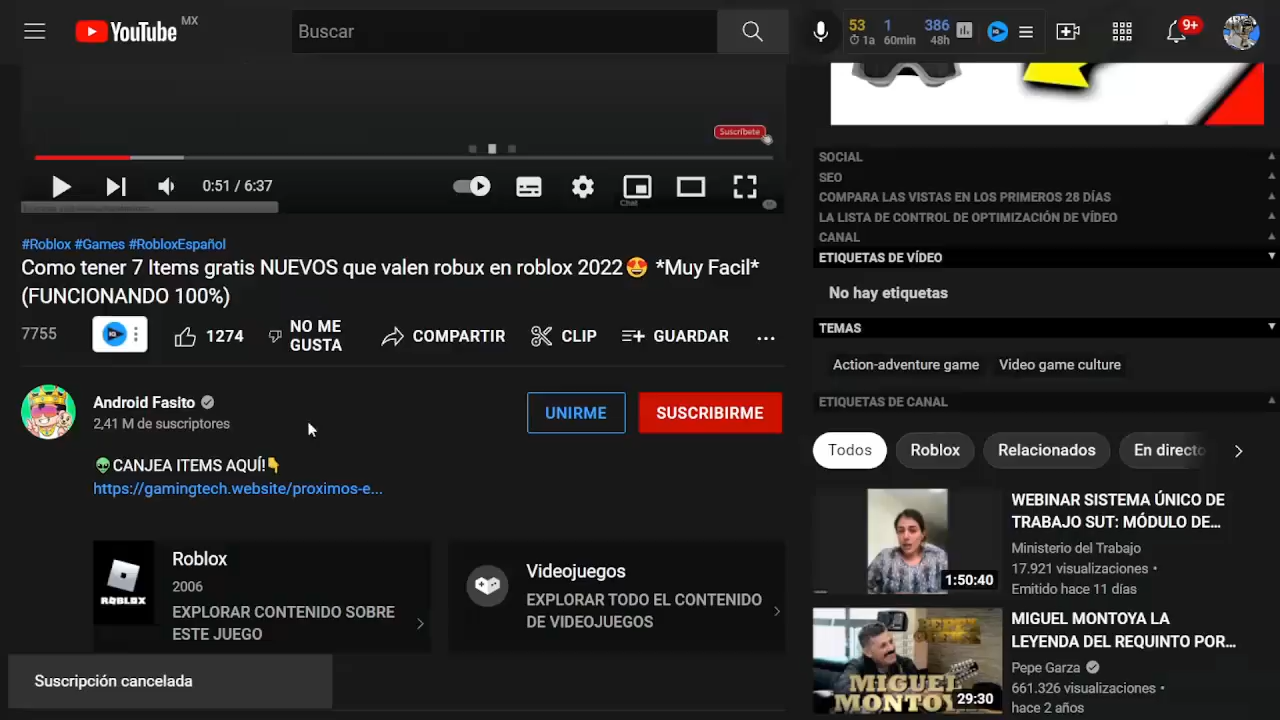 YouTube MX
Buscar
53 1 386
1a 60min 48h
9+
Suscríbete
0:51 / 6:37
Chat
#Roblox #Games #RobloxEspañol
Como tener 7 Items gratis NUEVOS que valen robux en roblox 2022😍 *Muy Facil*
(FUNCIONANDO 100%)
7755
1274
NO ME
GUSTA
COMPARTIR
CLIP
GUARDAR
...
Android Fasito
2,41 M de suscriptores
UNIRME
SUSCRIBIRME
👽CANJEA ITEMS AQUÍ!👇
https://gamingtech.website/proximos-e...
ROBLOX
Roblox
2006
EXPLORAR CONTENIDO SOBRE
ESTE JUEGO
Videojuegos
EXPLORAR TODO EL CONTENIDO
DE VIDEOJUEGOS
Suscripción cancelada
SOCIAL
SEO
COMPARA LAS VISTAS EN LOS PRIMEROS 28 DÍAS
LA LISTA DE CONTROL DE OPTIMIZACIÓN DE VÍDEO
CANAL
ETIQUETAS DE VÍDEO
No hay etiquetas
TEMAS
Action-adventure game
Video game culture
ETIQUETAS DE CANAL
Todos
Roblox
Relacionados
En directo
1:50:40
WEBINAR SISTEMA ÚNICO DE
TRABAJO SUT: MÓDULO DE...
Ministerio del Trabajo
17.921 visualizaciones •
Emitido hace 11 días
MIGUEL
MONTOY
29:30
MIGUEL MONTOYA LA
LEYENDA DEL REQUINTO POR...
Pepe Garza
661.326 visualizaciones •
hace 2 años